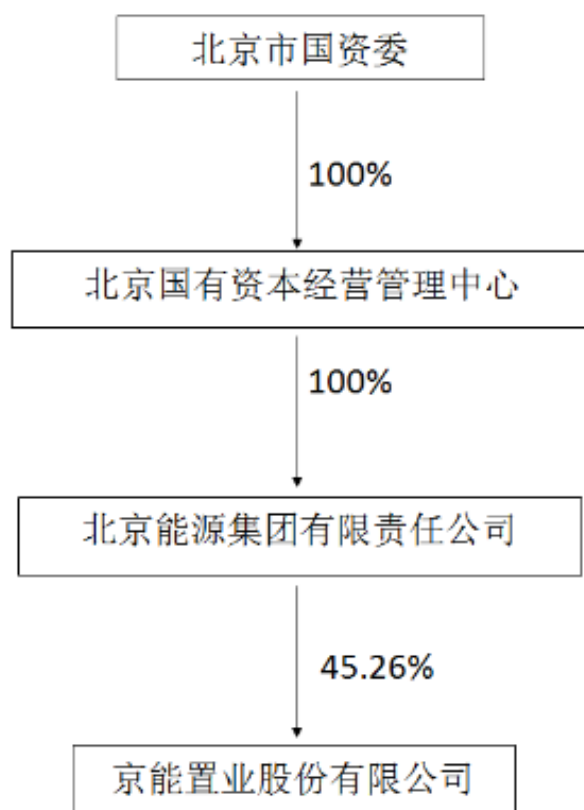 北京市国资委
100%
北京国有资本经营管理中心
100%
北京能源集团有限责任公司
45.26%
京能置业股份有限公司